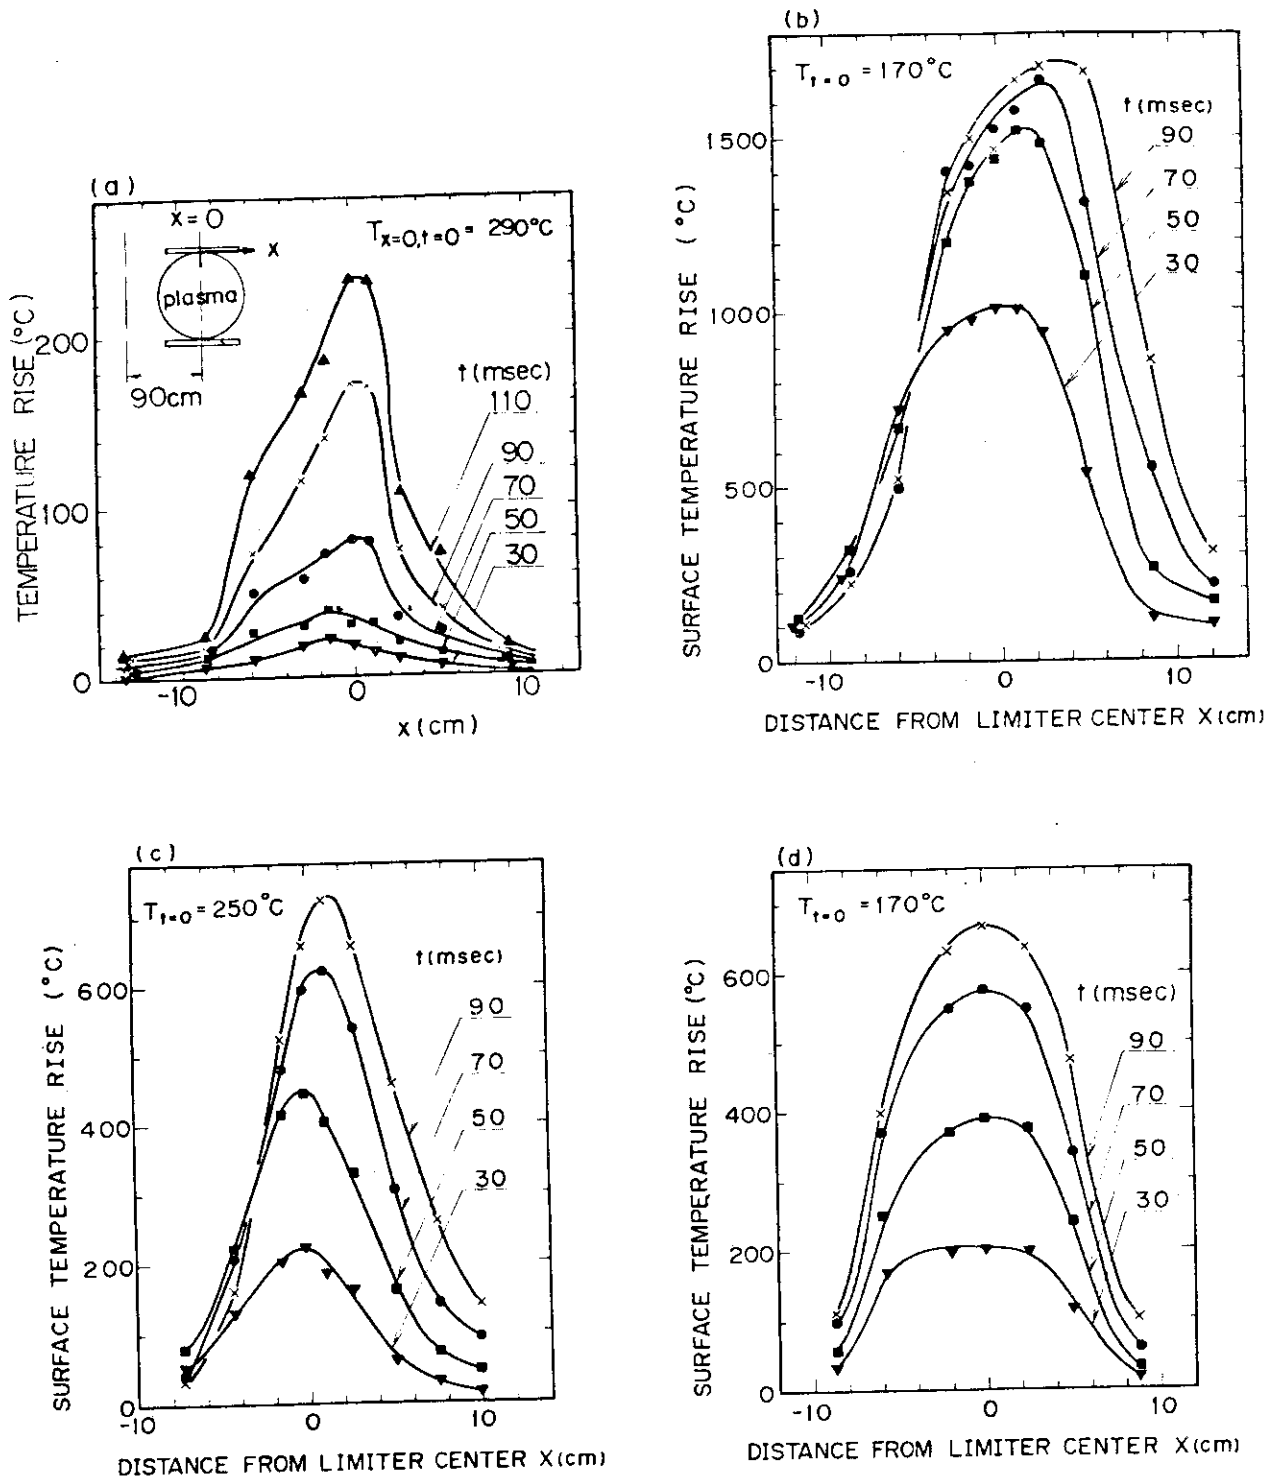 (a)
x=0
X
plasma
90cm
T x=0,t=0 = 290°C
t(msec)
110
90
70
50
30
200
100
0
-10
0
10
TEMPERATURE RISE (°C)
x (cm)
(b)
T t=0 = 170°C
t(msec)
90
70
50
30
1500
1000
500
0
-10
0
10
SURFACE TEMPERATURE RISE (°C)
DISTANCE FROM LIMITER CENTER X(cm)
(c)
T t=0 = 250°C
t(msec)
90
70
50
30
600
400
200
0
-10
0
10
SURFACE TEMPERATURE RISE (°C)
DISTANCE FROM LIMITER CENTER X(cm)
(d)
T t=0 = 170°C
t(msec)
90
70
50
30
600
400
200
0
-10
0
10
SURFACE TEMPERATURE RISE (°C)
DISTANCE FROM LIMITER CENTER X(cm)